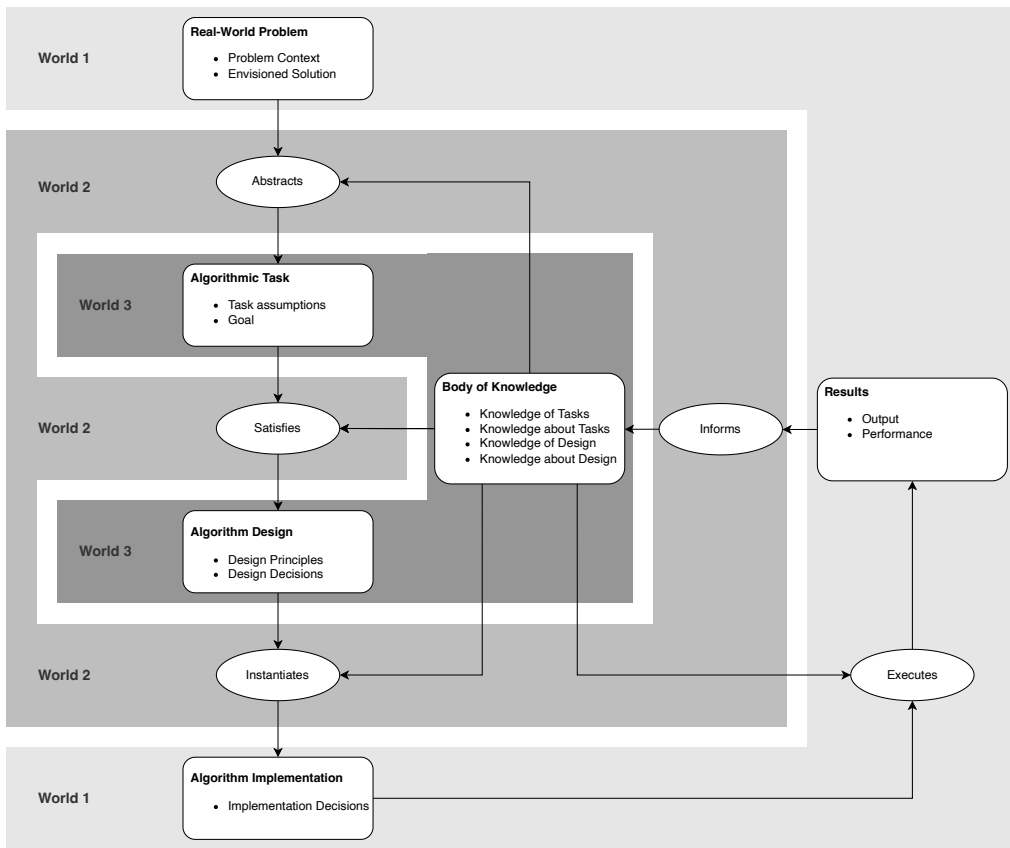 Real-World Problem
World 1
Problem Context
Envisioned Solution
World 2
Abstracts
Algorithmic Task
World 3
Task assumptions
Goal
Body of Knowledge
Results
Knowledge of Tasks
Output
World 2
Satisfies
Knowledge about Tasks
Informs
Performance
Knowledge of Design
Knowledge about Design
Algorithm Design
World 3
Design Principles
Design Decisions
World 2
Instantiates
Executes
Algorithm Implementation
World 1
Implementation Decisions